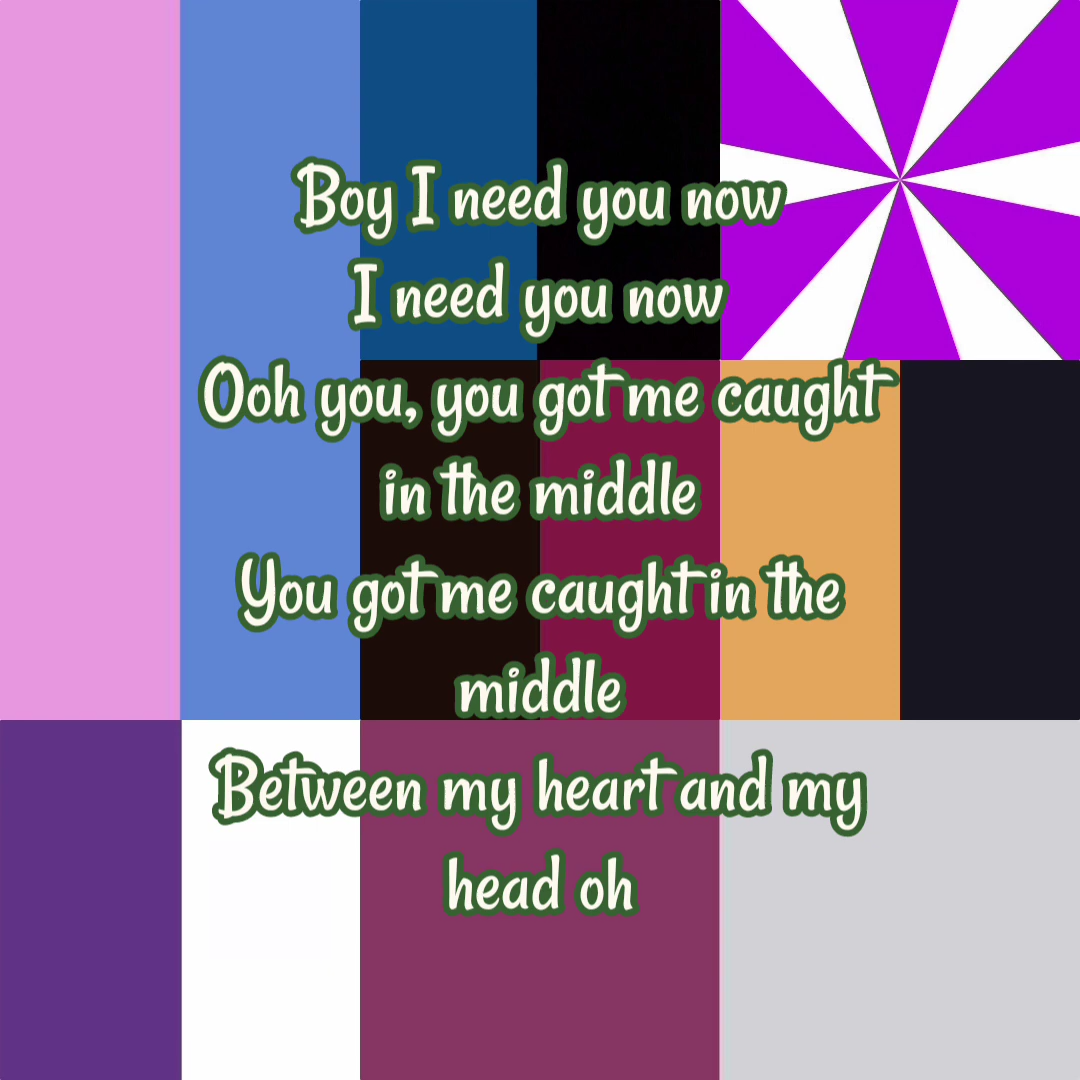 Boy I need you now
I need you now
Ooh you, you got me caught
in the middle
You got me caught in the
middle
Between my heart and my
head oh